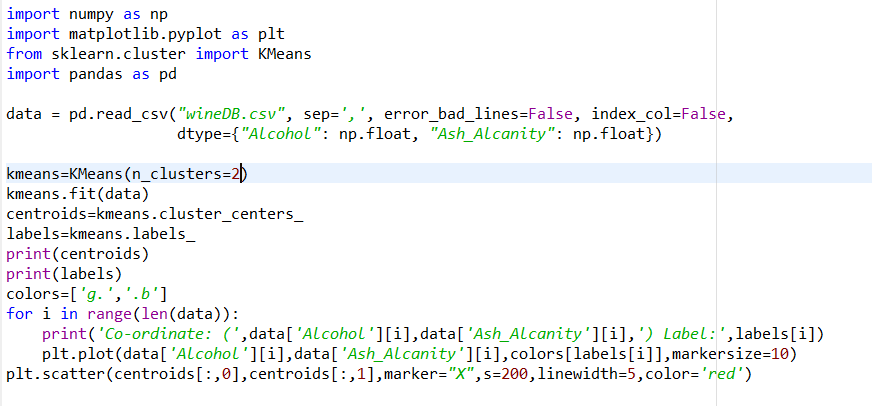 import numpy as np
import matplotlib.pyplot as plt
from sklearn.cluster import KMeans
import pandas as pd

data = pd.read_csv("wineDB.csv", sep=',', error_bad_lines=False, index_col=False,
                   dtype={"Alcohol": np.float, "Ash_Alcanity": np.float})

kmeans=KMeans(n_clusters=2)
kmeans.fit(data)
centroids=kmeans.cluster_centers_
labels=kmeans.labels_
print(centroids)
print(labels)
colors=['g.','.b']
for i in range(len(data)):
    print('Co-ordinate: (',data['Alcohol'][i],data['Ash_Alcanity'][i],') Label:',labels[i])
    plt.plot(data['Alcohol'][i],data['Ash_Alcanity'][i],colors[labels[i]],markersize=10)
plt.scatter(centroids[:,0],centroids[:,1],marker="X",s=200,linewidth=5,color='red')